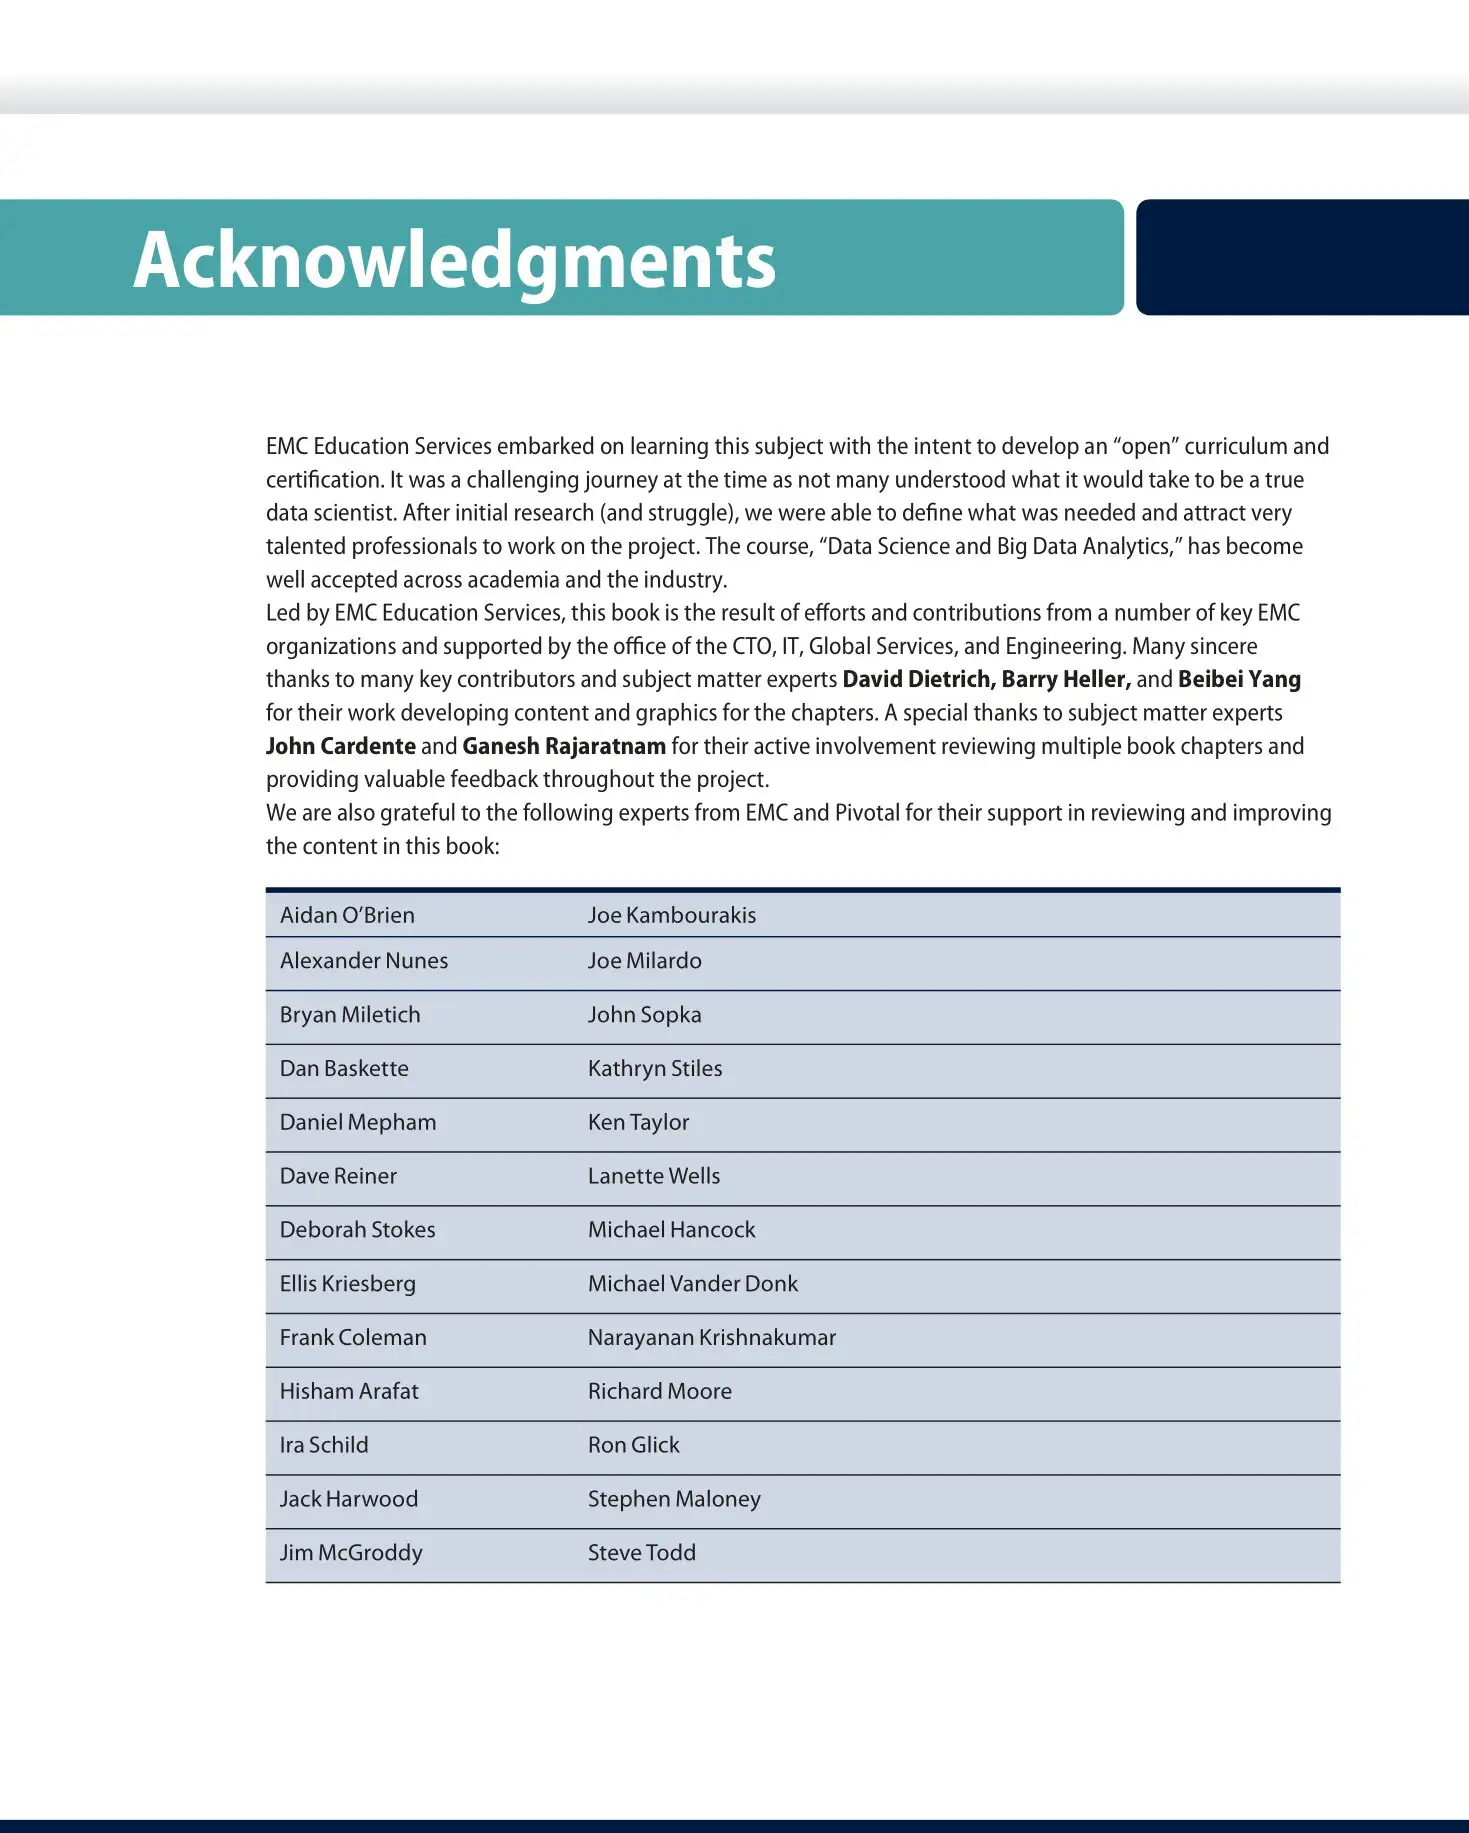 Acknowledgments
EMC Education Services embarked on learning this subject with the intent to develop an “open” curriculum and
certification. It was a challenging journey at the time as not many understood what it would take to be a true
data scientist. After initial research (and struggle), we were able to define what was needed and attract very
talented professionals to work on the project. The course, “Data Science and Big Data Analytics,” has become
well accepted across academia and the industry.
Led by EMC Education Services, this book is the result of efforts and contributions from a number of key EMC
organizations and supported by the office of the CTO, IT, Global Services, and Engineering. Many sincere
thanks to many key contributors and subject matter experts David Dietrich, Barry Heller, and Beibei Yang
for their work developing content and graphics for the chapters. A special thanks to subject matter experts
John Cardente and Ganesh Rajaratnam for their active involvement reviewing multiple book chapters and
providing valuable feedback throughout the project.
We are also grateful to the following experts from EMC and Pivotal for their support in reviewing and improving
the content in this book:
Aidan O’Brien Joe Kambourakis
Alexander Nunes Joe Milardo
Bryan Miletich John Sopka
Dan Baskette Kathryn Stiles
Daniel Mepham Ken Taylor
Dave Reiner Lanette Wells
Deborah Stokes Michael Hancock
Ellis Kriesberg Michael Vander Donk
Frank Coleman Narayanan Krishnakumar
Hisham Arafat Richard Moore
Ira Schild Ron Glick
Jack Harwood Stephen Maloney
Jim McGroddy Steve Todd